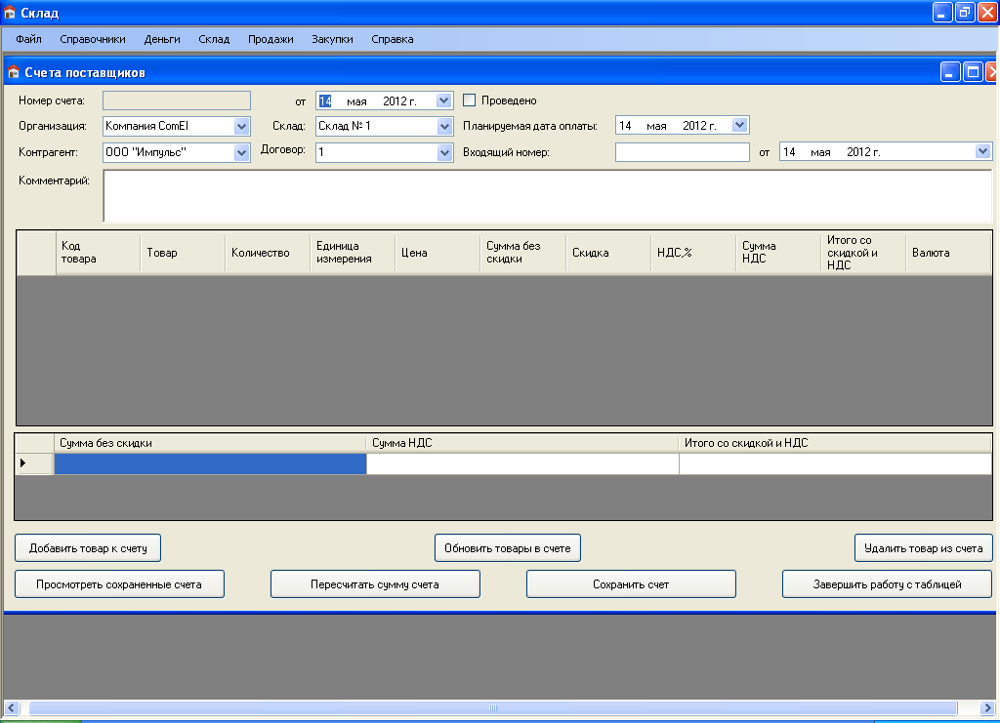 Склад
Файл Справочники Деньги Склад Продажи Закупки Справка
Счета поставщиков
Номер счета: от 14 мая 2012 г. Проведено
Организация: Компания ComEl Склад: Склад № 1 Планируемая дата оплаты: 14 мая 2012 г.
Контрагент: ООО "Импульс" Договор: 1 Входящий номер: от 14 мая 2012 г.
Комментарий:
Код товара Товар Количество Единица измерения Цена Сумма без скидки Скидка НДС,% Сумма НДС Итого со скидкой и НДС Валюта
Сумма без скидки Сумма НДС Итого со скидкой и НДС
Добавить товар к счету Обновить товары в счете Удалить товар из счета
Просмотреть сохраненные счета Пересчитать сумму счета Сохранить счет Завершить работу с таблицей